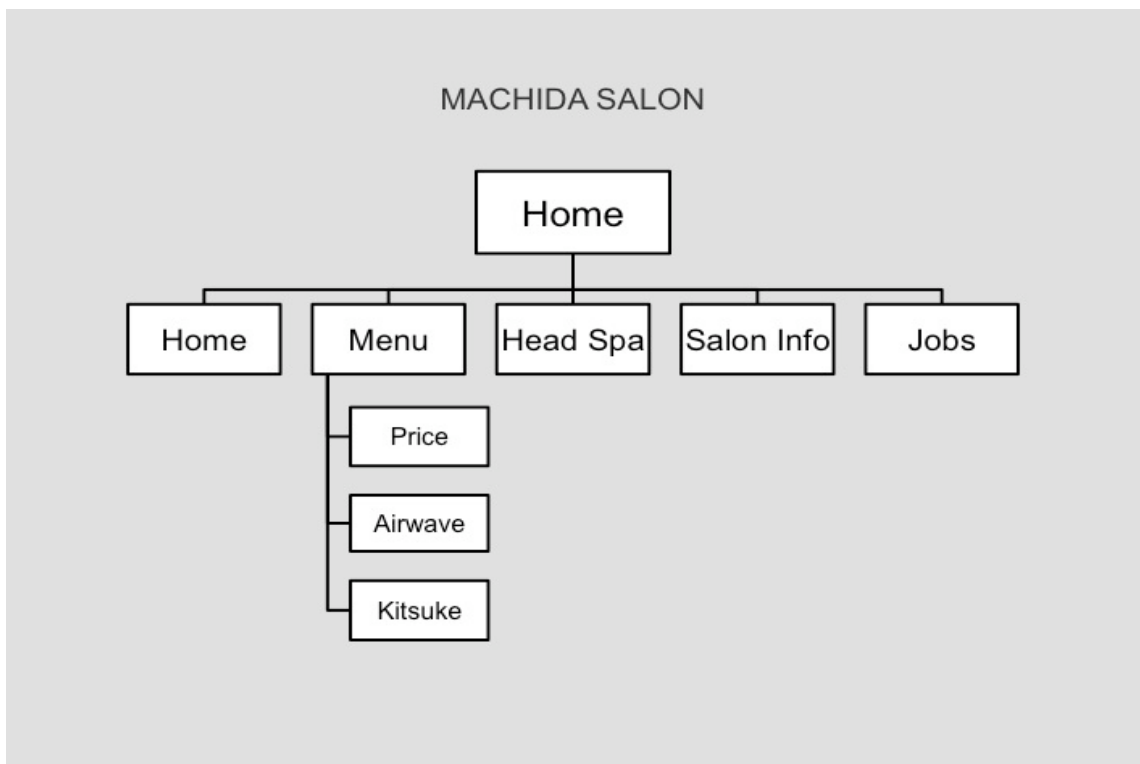 MACHIDA SALON
Home
Home
Menu
Head Spa
Salon Info
Jobs
Price
Airwave
Kitsuke